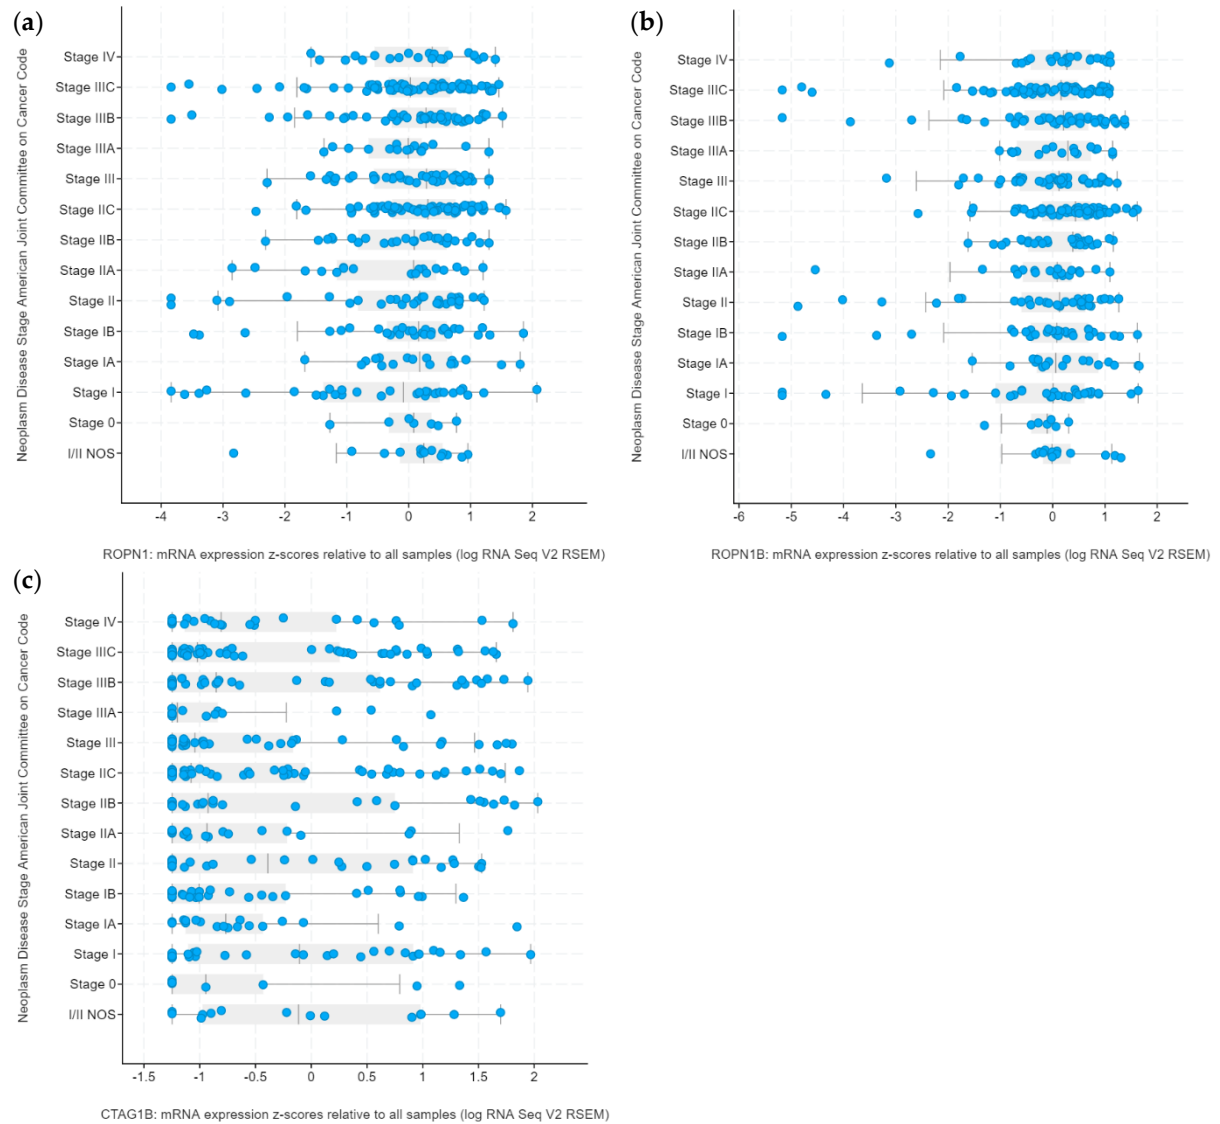 (a)
Neoplasm Disease Stage American Joint Committee on Cancer Code
Stage IV
Stage IIIC
Stage IIIB
Stage IIIA
Stage III
Stage IIC
Stage IIB
Stage IIA
Stage II
Stage IB
Stage IA
Stage I
Stage 0
I/II NOS
-4
-3
-2
-1
0
1
2
ROPN1: mRNA expression z-scores relative to all samples (log RNA Seq V2 RSEM)
(b)
Neoplasm Disease Stage American Joint Committee on Cancer Code
Stage IV
Stage IIIC
Stage IIIB
Stage IIIA
Stage III
Stage IIC
Stage IIB
Stage IIA
Stage II
Stage IB
Stage IA
Stage I
Stage 0
I/II NOS
-6
-5
-4
-3
-2
-1
0
1
2
ROPN1B: mRNA expression z-scores relative to all samples (log RNA Seq V2 RSEM)
(c)
Neoplasm Disease Stage American Joint Committee on Cancer Code
Stage IV
Stage IIIC
Stage IIIB
Stage IIIA
Stage III
Stage IIC
Stage IIB
Stage IIA
Stage II
Stage IB
Stage IA
Stage I
Stage 0
I/II NOS
-1.5
-1
-0.5
0
0.5
1
1.5
2
CTAG1B: mRNA expression z-scores relative to all samples (log RNA Seq V2 RSEM)